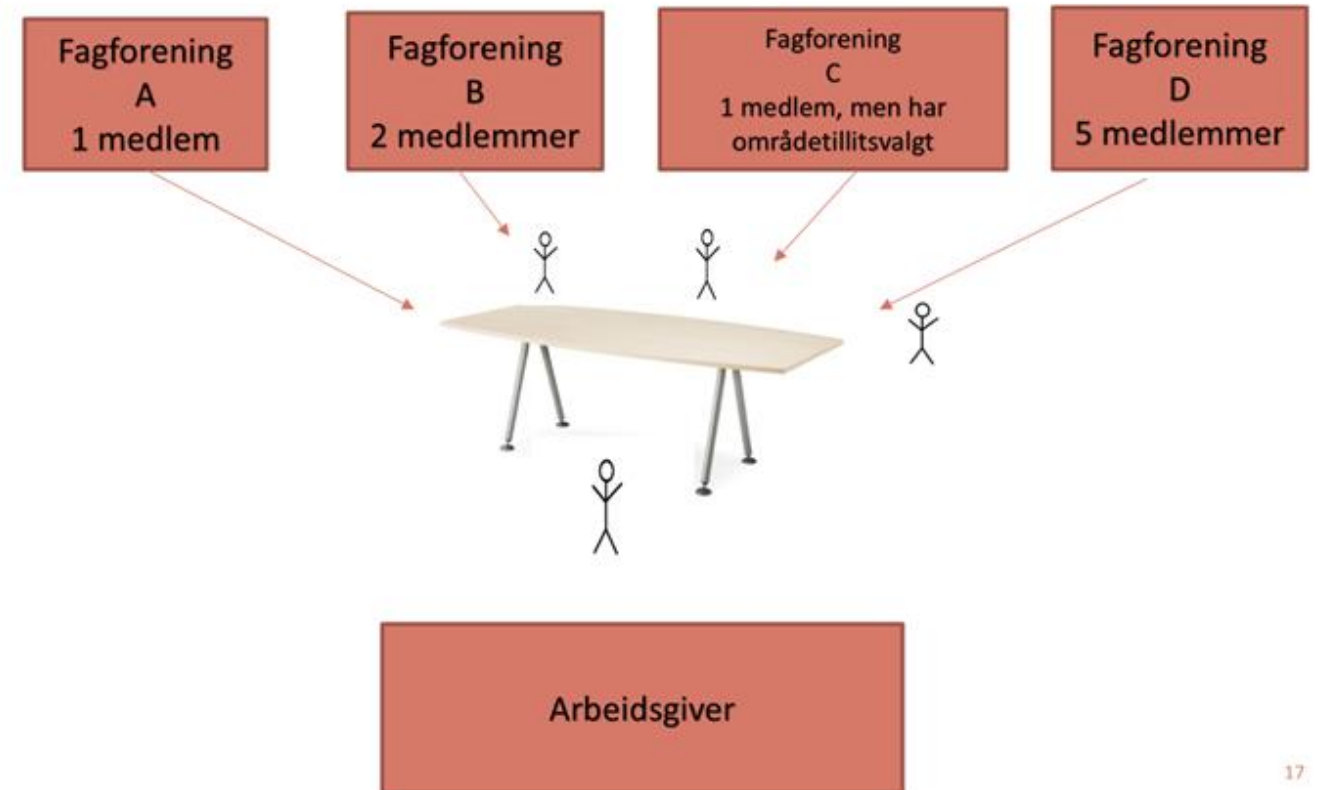 Fagforening
A
1 medlem
Fagforening
B
2 medlemmer
Fagforening
C
1 medlem, men har
områdetillitsvalgt
Fagforening
D
5 medlemmer
Arbeidsgiver
17